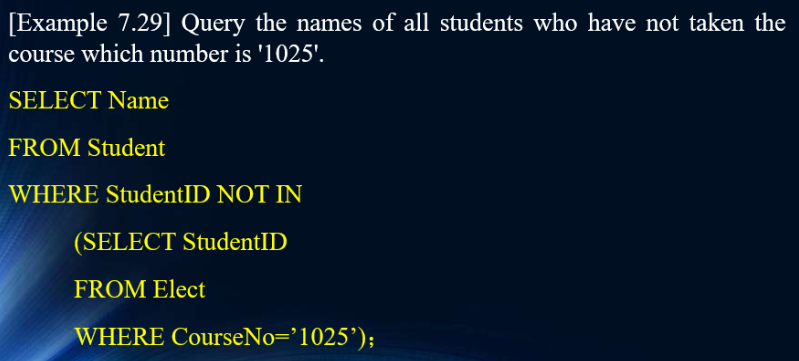 [Example 7.29] Query the names of all students who have not taken the
course which number is '1025'.
SELECT Name
FROM Student
WHERE StudentID NOT IN
(SELECT StudentID
FROM Elect
WHERE CourseNo=’1025’)；